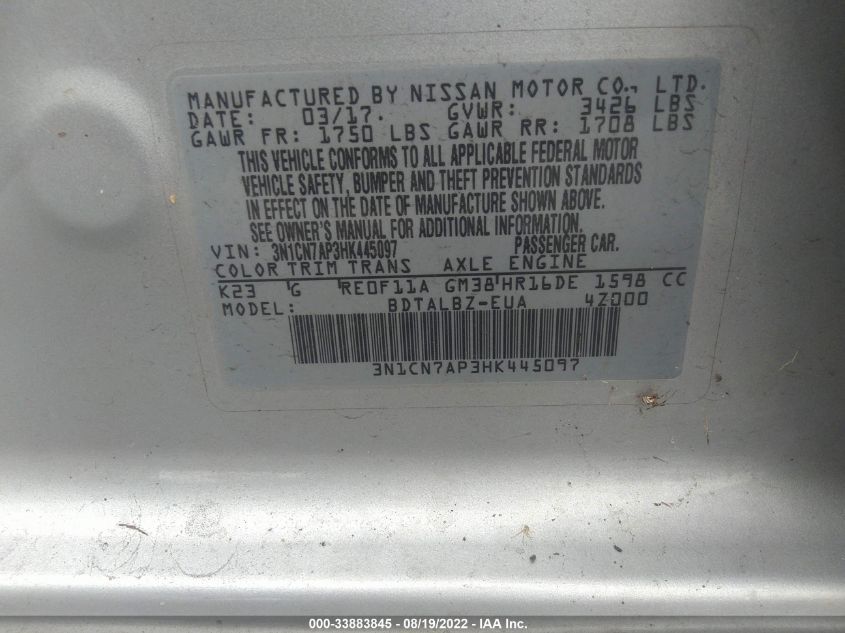 MANUFACTURED BY NISSAN MOTOR CO., LTD.
DATE: 03/17. GVWR: 3426 LBS
GAWR FR: 1750 LBS GAWR RR: 1708 LBS
THIS VEHICLE CONFORMS TO ALL APPLICABLE FEDERAL MOTOR
VEHICLE SAFETY, BUMPER AND THEFT PREVENTION STANDARDS
IN EFFECT ON THE DATE OF MANUFACTURE SHOWN ABOVE.
SEE OWNER'S MANUAL FOR ADDITIONAL INFORMATION.
VIN: 3N1CN7AP3HK445097 PASSENGER CAR.
COLOR TRIM TRANS AXLE ENGINE
K23 G RE0F11A GM38 HR16DE 1598 CC
MODEL: BDTALBZ-EUA 4Z000
3N1CN7AP3HK445097
000-33883845 - 08/19/2022 - IAA Inc.